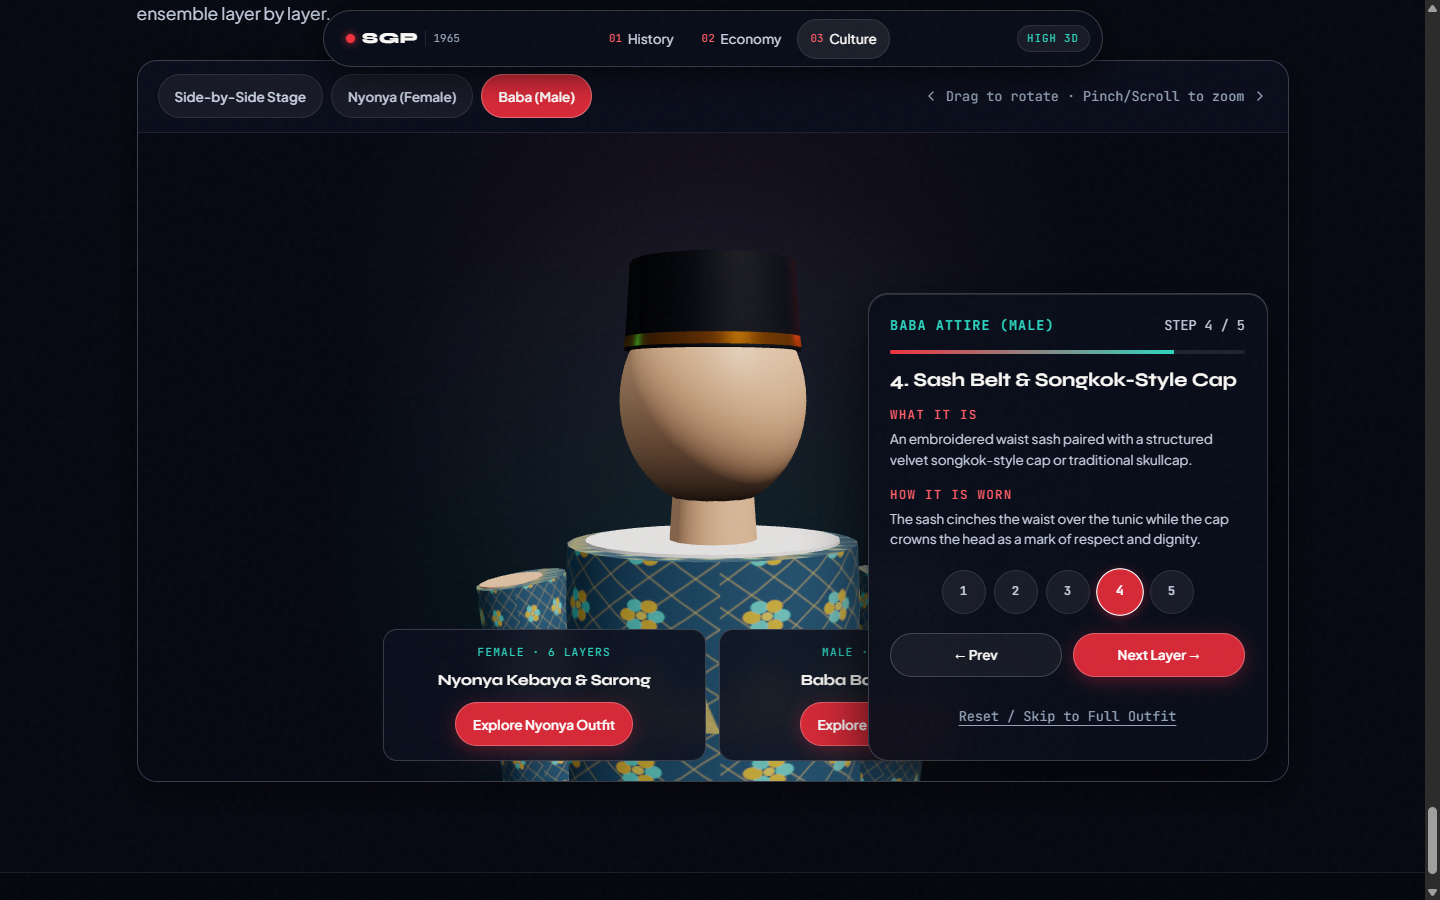 ensemble layer by layer.
SGP 1965
01 History
02 Economy
03 Culture
HIGH 3D
Side-by-Side Stage
Nyonya (Female)
Baba (Male)
Drag to rotate · Pinch/Scroll to zoom
BABA ATTIRE (MALE)
STEP 4 / 5
4. Sash Belt & Songkok-Style Cap
WHAT IT IS
An embroidered waist sash paired with a structured
velvet songkok-style cap or traditional skullcap.
HOW IT IS WORN
The sash cinches the waist over the tunic while the cap
crowns the head as a mark of respect and dignity.
1 2 3 4 5
← Prev
Next Layer →
Reset / Skip to Full Outfit
FEMALE · 6 LAYERS
Nyonya Kebaya & Sarong
Explore Nyonya Outfit
MALE ·
Baba Ba
Explore